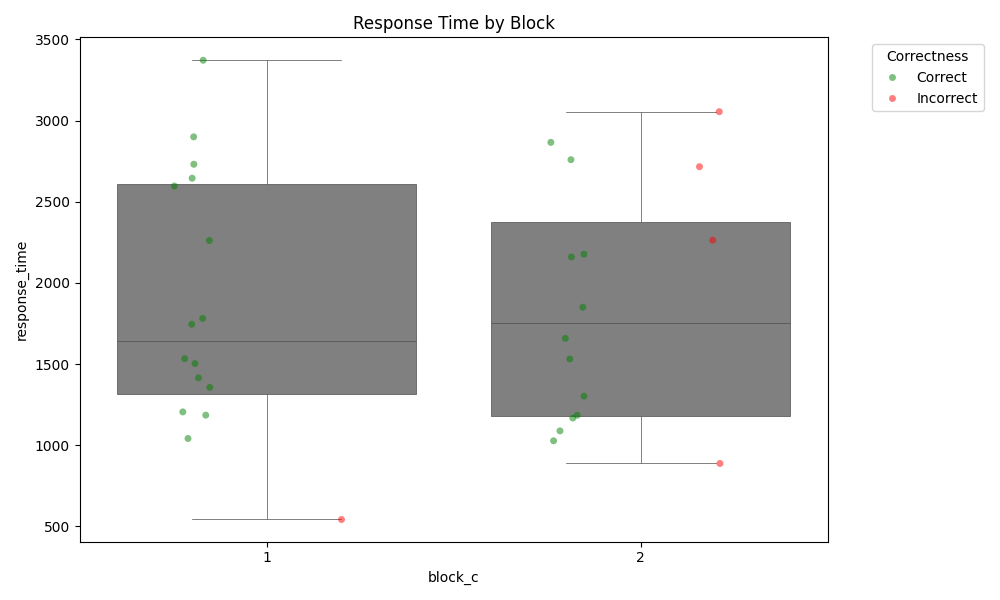 Response Time by Block
Correctness
Correct
Incorrect
response_time
3500
3000
2500
2000
1500
1000
500
1
2
block_c